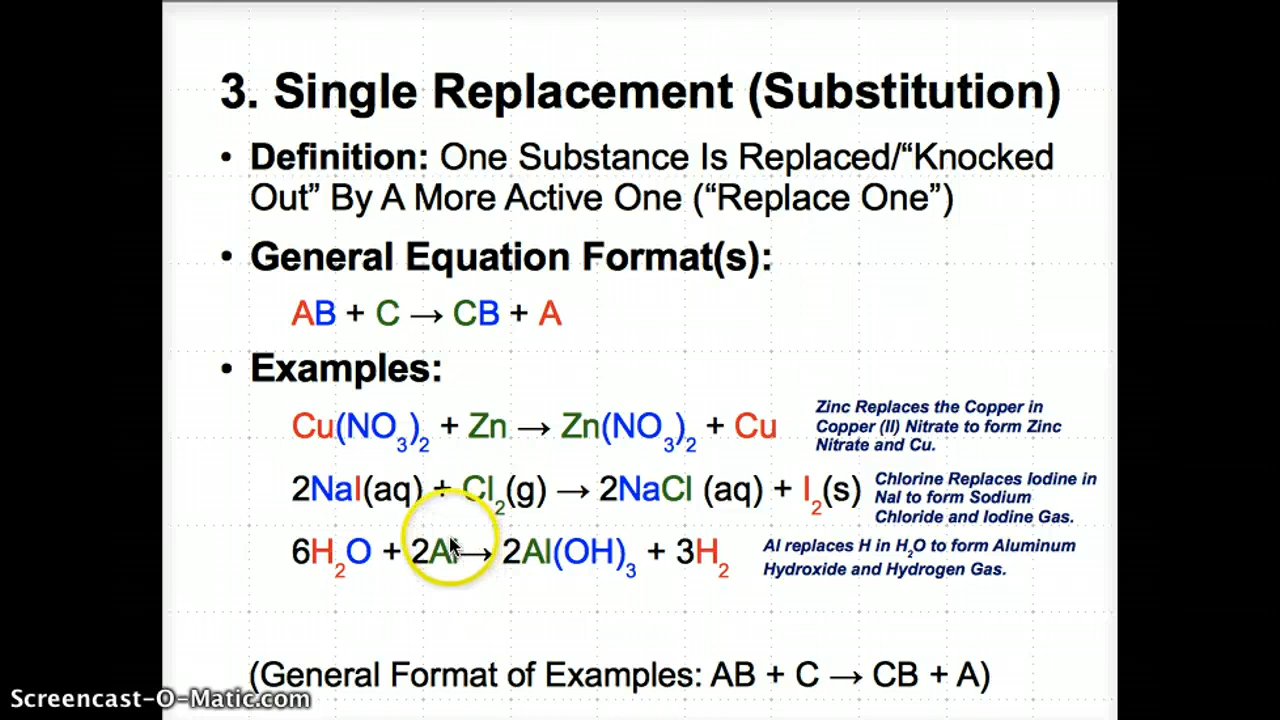 3. Single Replacement (Substitution)
• Definition: One Substance Is Replaced/“Knocked
Out” By A More Active One (“Replace One”)
• General Equation Format(s):
AB + C → CB + A
• Examples:
Cu(NO₃)₂ + Zn → Zn(NO₃)₂ + Cu
Zinc Replaces the Copper in
Copper (II) Nitrate to form Zinc
Nitrate and Cu.
2NaI(aq) + Cl₂(g) → 2NaCl (aq) + I₂(s)
Chlorine Replaces Iodine in
NaI to form Sodium
Chloride and Iodine Gas.
6H₂O + 2Al → 2Al(OH)₃ + 3H₂
Al replaces H in H₂O to form Aluminum
Hydroxide and Hydrogen Gas.
(General Format of Examples: AB + C → CB + A)
Screencast-O-Matic.com